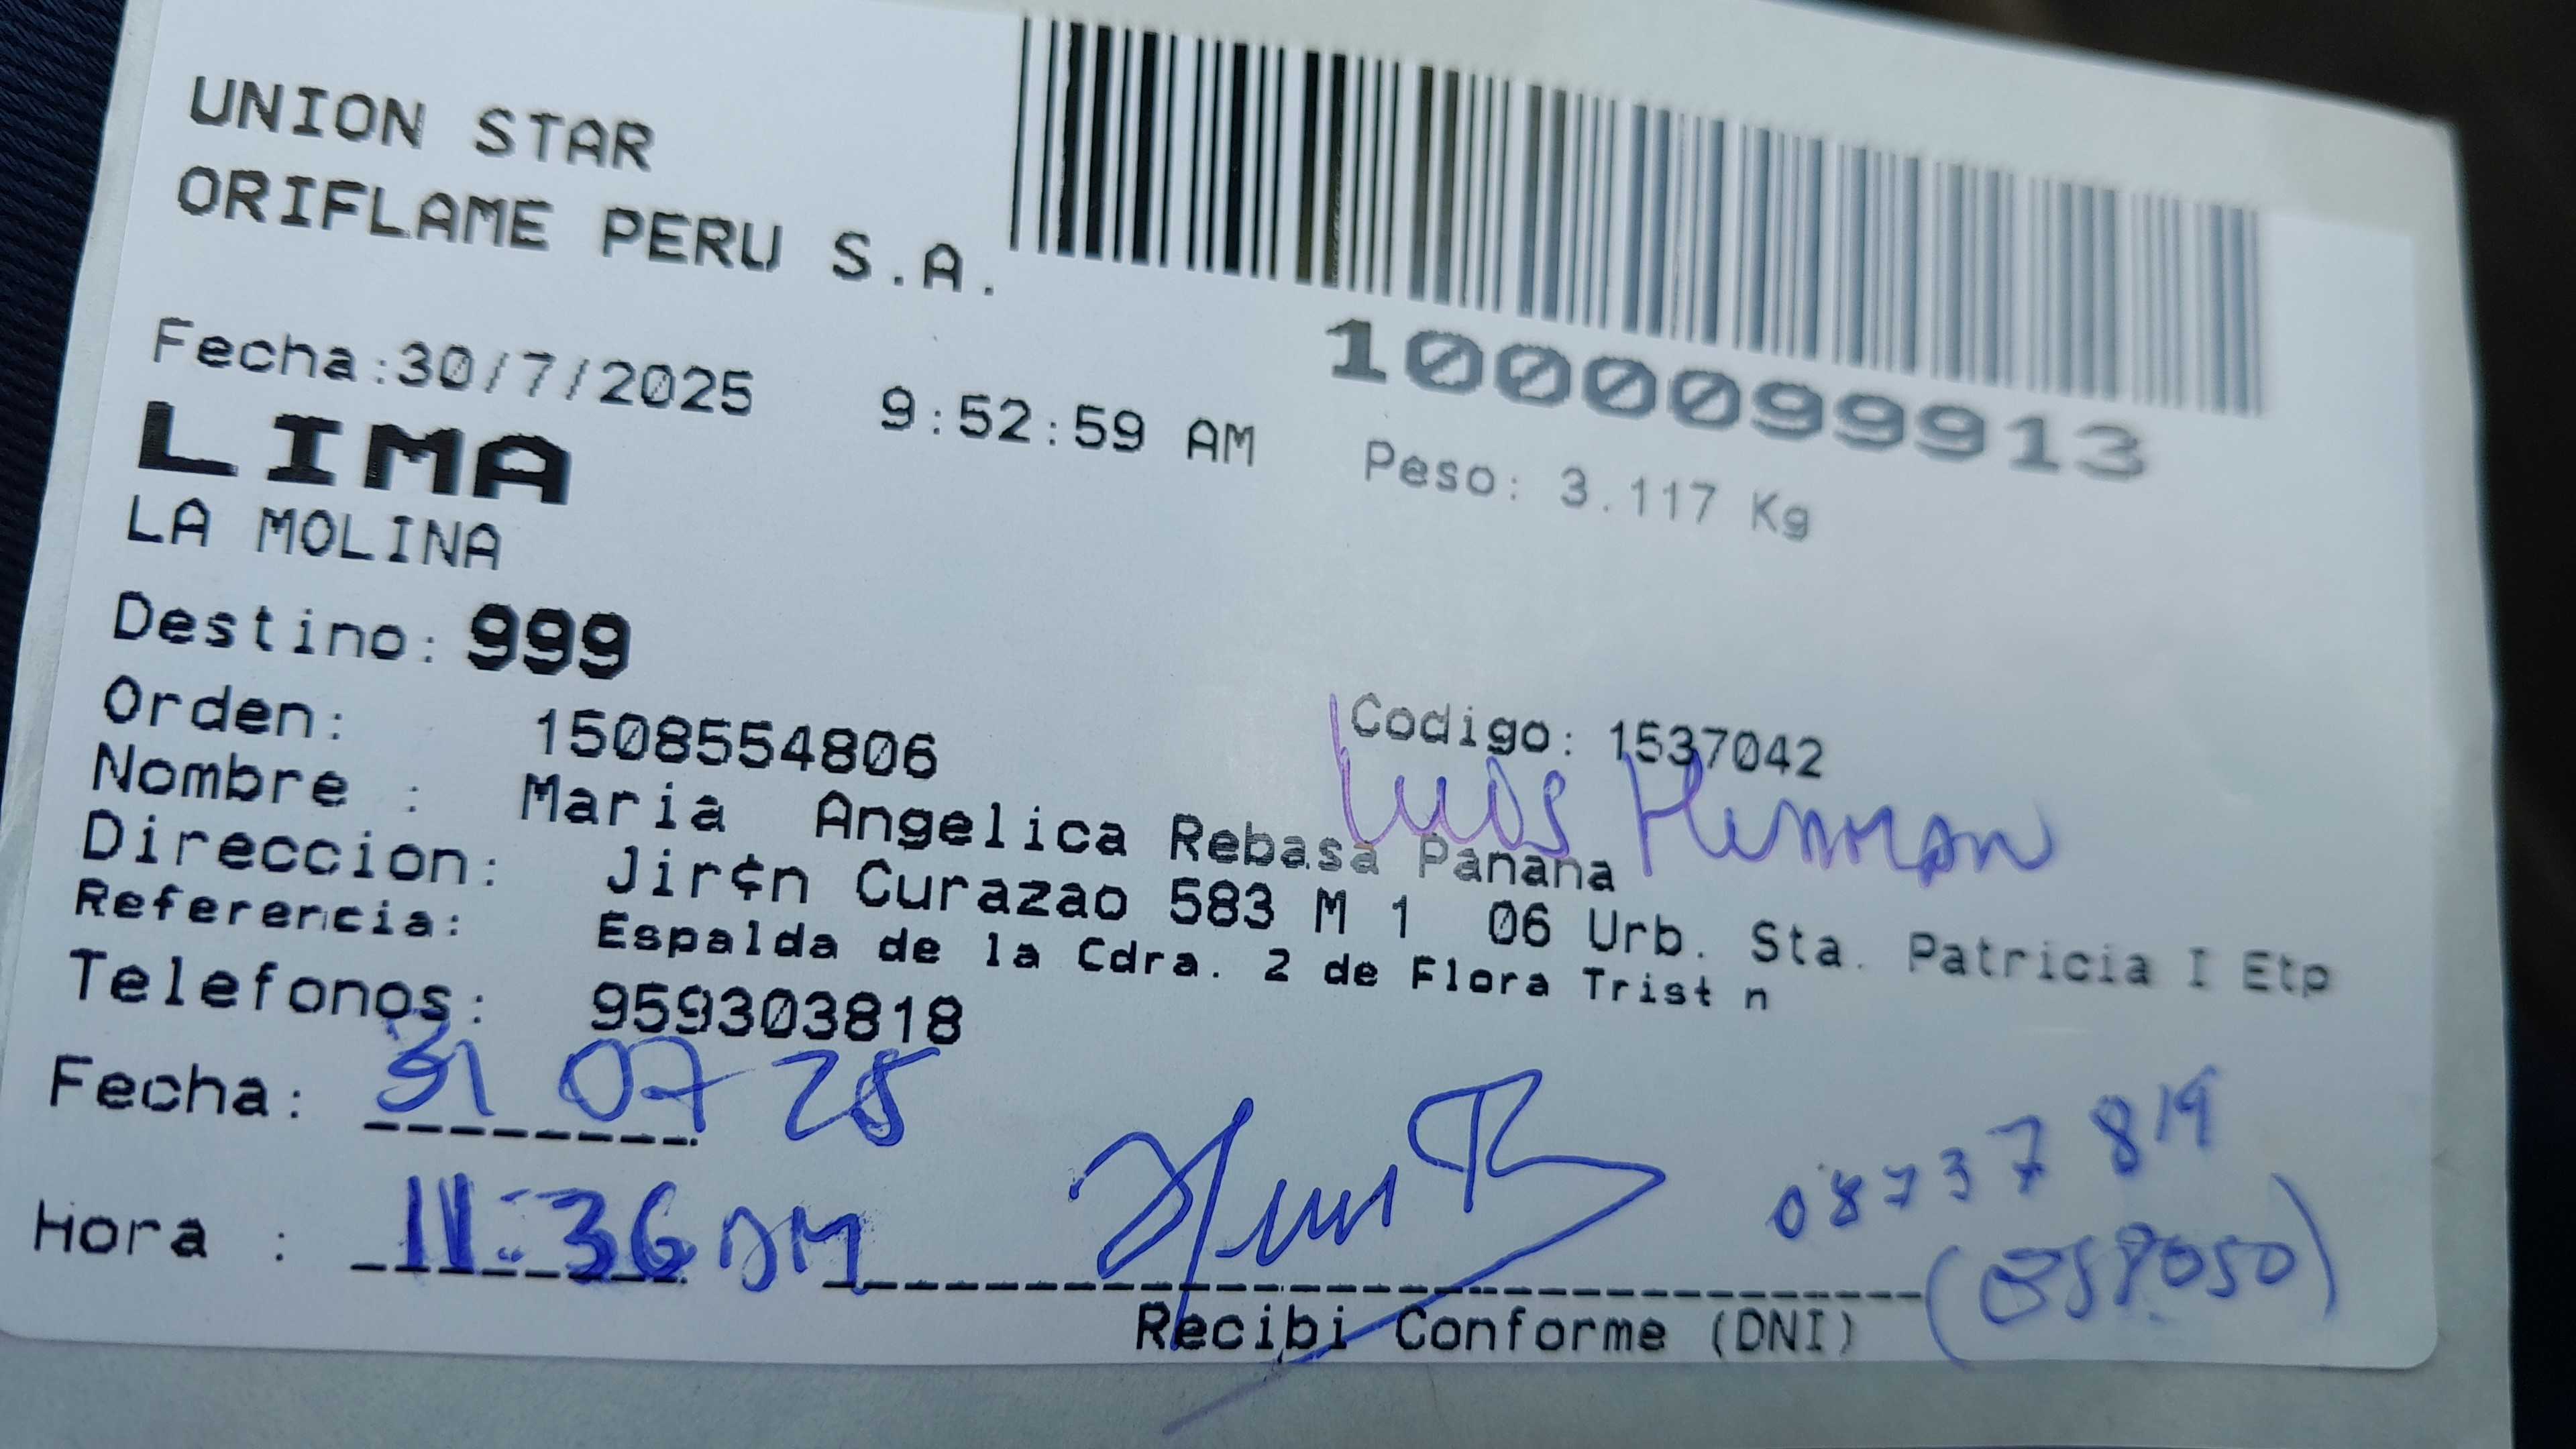 UNION STAR
ORIFLAME PERU S.A.
Fecha:30/7/2025 9:52:59 AM
1000099913
LIMA
Peso: 3.117 Kg
LA MOLINA
Destino: 999
Orden: 1508554806
Codigo: 1537042
Luis
Nombre : Maria Angelica Rebasa Panana
Direccion: Jir¢n Curazao 583 M 1 06 Urb. Sta. Patricia I Etp
Referencia: Espalda de la Cdra. 2 de Flora Trist n
Telefonos: 959303818
Fecha: 31 07 25
Hora : 11:36 AM
08737819
(Esposo)
Recibi Conforme (DNI)